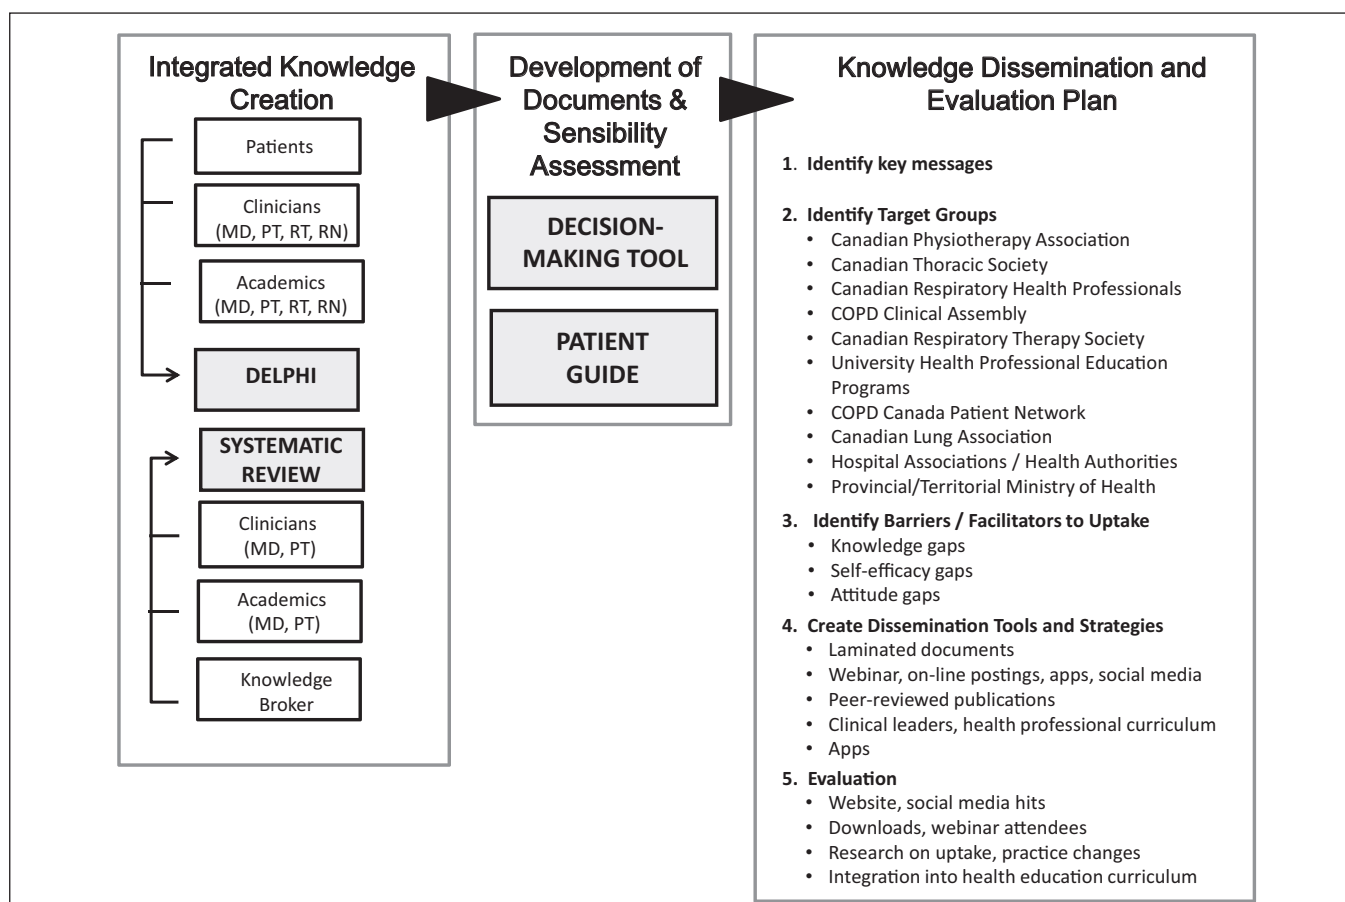 Integrated Knowledge
Creation
Patients
Clinicians
(MD, PT, RT, RN)
Academics
(MD, PT, RT, RN)
DELPHI
SYSTEMATIC
REVIEW
Clinicians
(MD, PT)
Academics
(MD, PT)
Knowledge
Broker
Development of
Documents &
Sensibility
Assessment
DECISION-
MAKING TOOL
PATIENT
GUIDE
Knowledge Dissemination and
Evaluation Plan
1. Identify key messages
2. Identify Target Groups
• Canadian Physiotherapy Association
• Canadian Thoracic Society
• Canadian Respiratory Health Professionals
• COPD Clinical Assembly
• Canadian Respiratory Therapy Society
• University Health Professional Education
Programs
• COPD Canada Patient Network
• Canadian Lung Association
• Hospital Associations / Health Authorities
• Provincial/Territorial Ministry of Health
3. Identify Barriers / Facilitators to Uptake
• Knowledge gaps
• Self-efficacy gaps
• Attitude gaps
4. Create Dissemination Tools and Strategies
• Laminated documents
• Webinar, on-line postings, apps, social media
• Peer-reviewed publications
• Clinical leaders, health professional curriculum
• Apps
5. Evaluation
• Website, social media hits
• Downloads, webinar attendees
• Research on uptake, practice changes
• Integration into health education curriculum